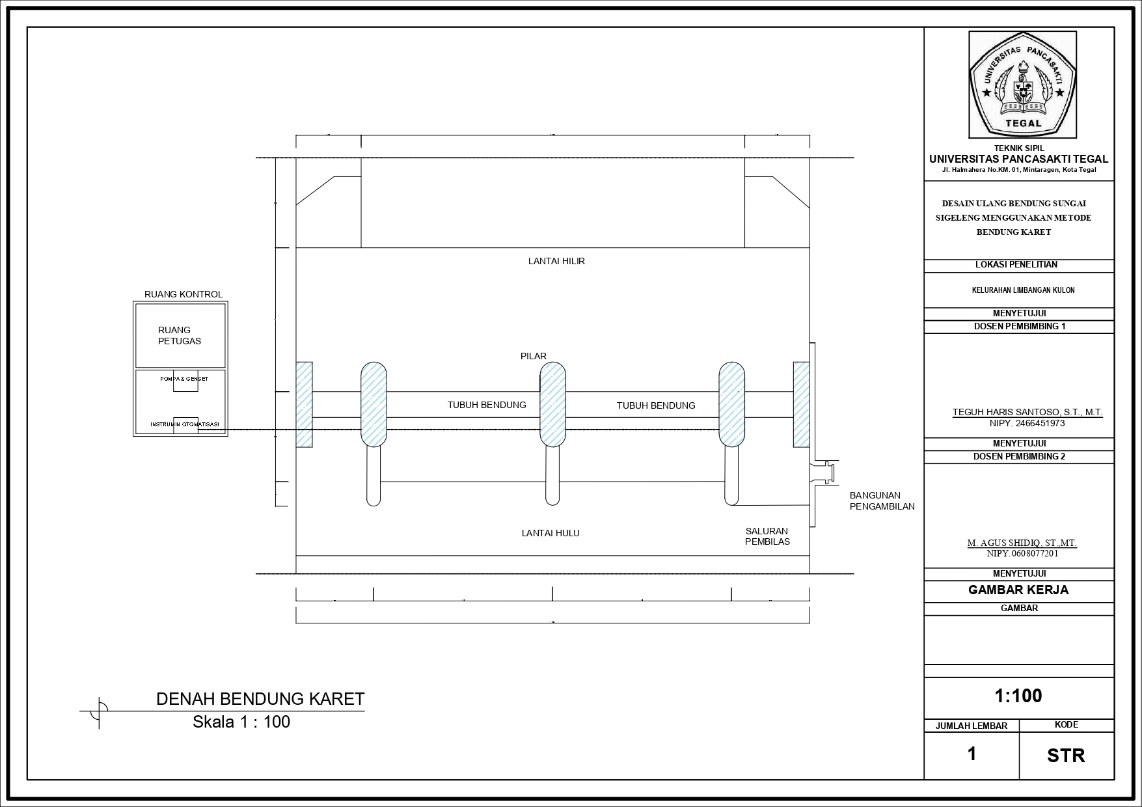 LANTAI HILIR
RUANG KONTROL
RUANG
PETUGAS
POMPA & GENSET
INSTRUMIN OTOMATISASI
PILAR
TUBUH BENDUNG
TUBUH BENDUNG
BANGUNAN
PENGAMBILAN
LANTAI HULU
SALURAN
PEMBILAS
DENAH BENDUNG KARET
Skala 1 : 100
UNIVERSITAS PANCASAKTI
TEGAL
TEKNIK SIPIL
UNIVERSITAS PANCASAKTI TEGAL
Jl. Halmahera No.KM. 01, Mintaragen, Kota Tegal
DESAIN ULANG BENDUNG SUNGAI
SIGELENG MENGGUNAKAN METODE
BENDUNG KARET
LOKASI PENELITIAN
KELURAHAN LIMBANGAN KULON
MENYETUJUI
DOSEN PEMBIMBING 1
TEGUH HARIS SANTOSO, S.T., M.T.
NIPY. 2466451973
MENYETUJUI
DOSEN PEMBIMBING 2
M. AGUS SHIDIQ, ST.,MT.
NIPY. 0608077201
MENYETUJUI
GAMBAR KERJA
GAMBAR
1:100
JUMLAH LEMBAR
KODE
1
STR